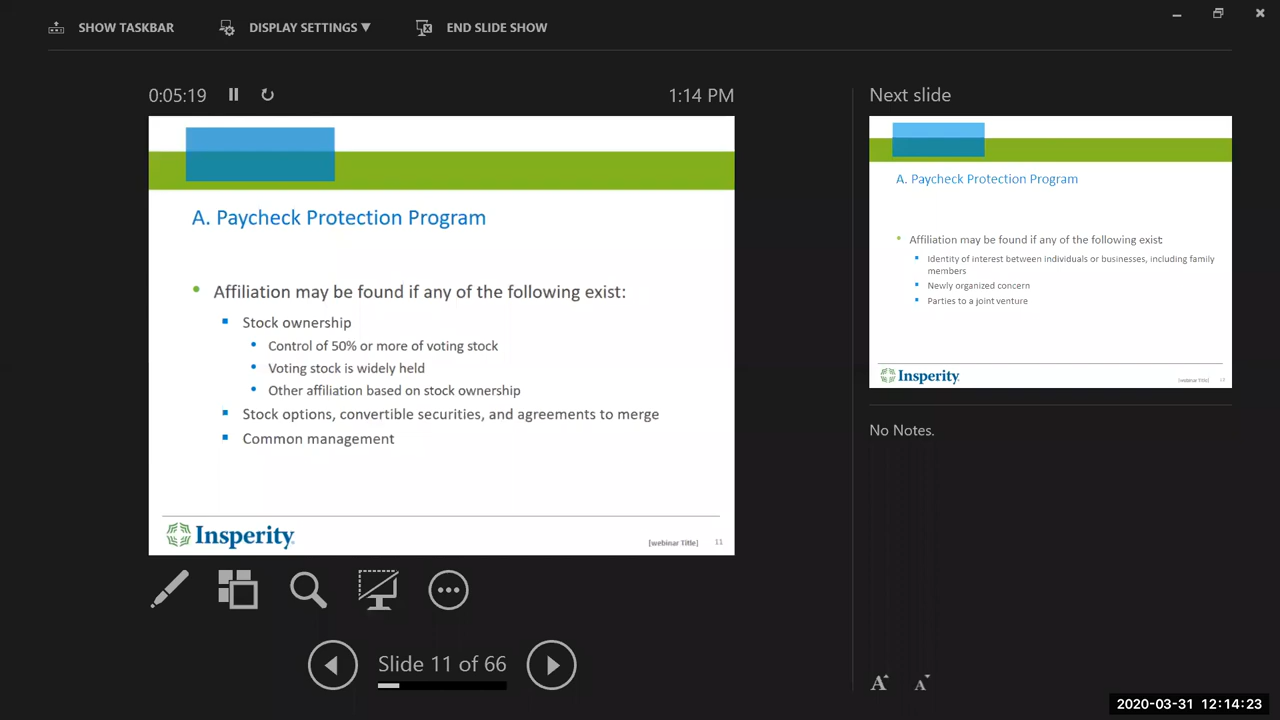 SHOW TASKBAR
DISPLAY SETTINGS ▼
END SLIDE SHOW
0:05:19
1:14 PM
A. Paycheck Protection Program
• Affiliation may be found if any of the following exist:
▪ Stock ownership
• Control of 50% or more of voting stock
• Voting stock is widely held
• Other affiliation based on stock ownership
▪ Stock options, convertible securities, and agreements to merge
▪ Common management
Insperity
[webinar Title] 11
Slide 11 of 66
Next slide
A. Paycheck Protection Program
• Affiliation may be found if any of the following exist:
▪ Identity of interest between individuals or businesses, including family
members
▪ Newly organized concern
▪ Parties to a joint venture
Insperity
[webinar Title] 12
No Notes.
A A
2020-03-31 12:14:23